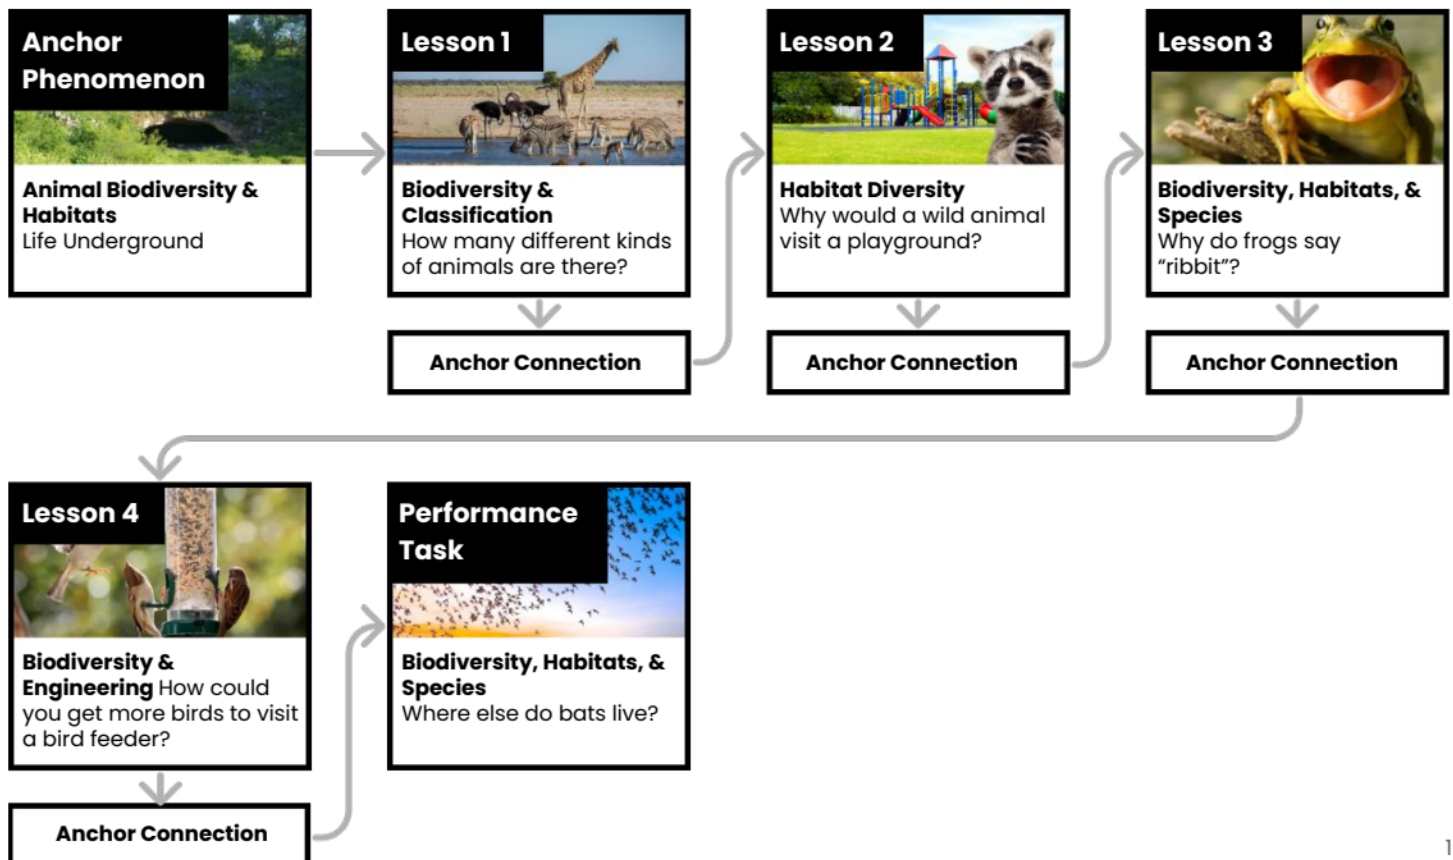 Anchor
Phenomenon
Animal Biodiversity &
Habitats
Life Underground
Lesson 1
Biodiversity &
Classification
How many different kinds
of animals are there?
Anchor Connection
Lesson 2
Habitat Diversity
Why would a wild animal
visit a playground?
Anchor Connection
Lesson 3
Biodiversity, Habitats, &
Species
Why do frogs say
“ribbit”?
Anchor Connection
Lesson 4
Biodiversity &
Engineering How could
you get more birds to visit
a bird feeder?
Anchor Connection
Performance
Task
Biodiversity, Habitats, &
Species
Where else do bats live?
1